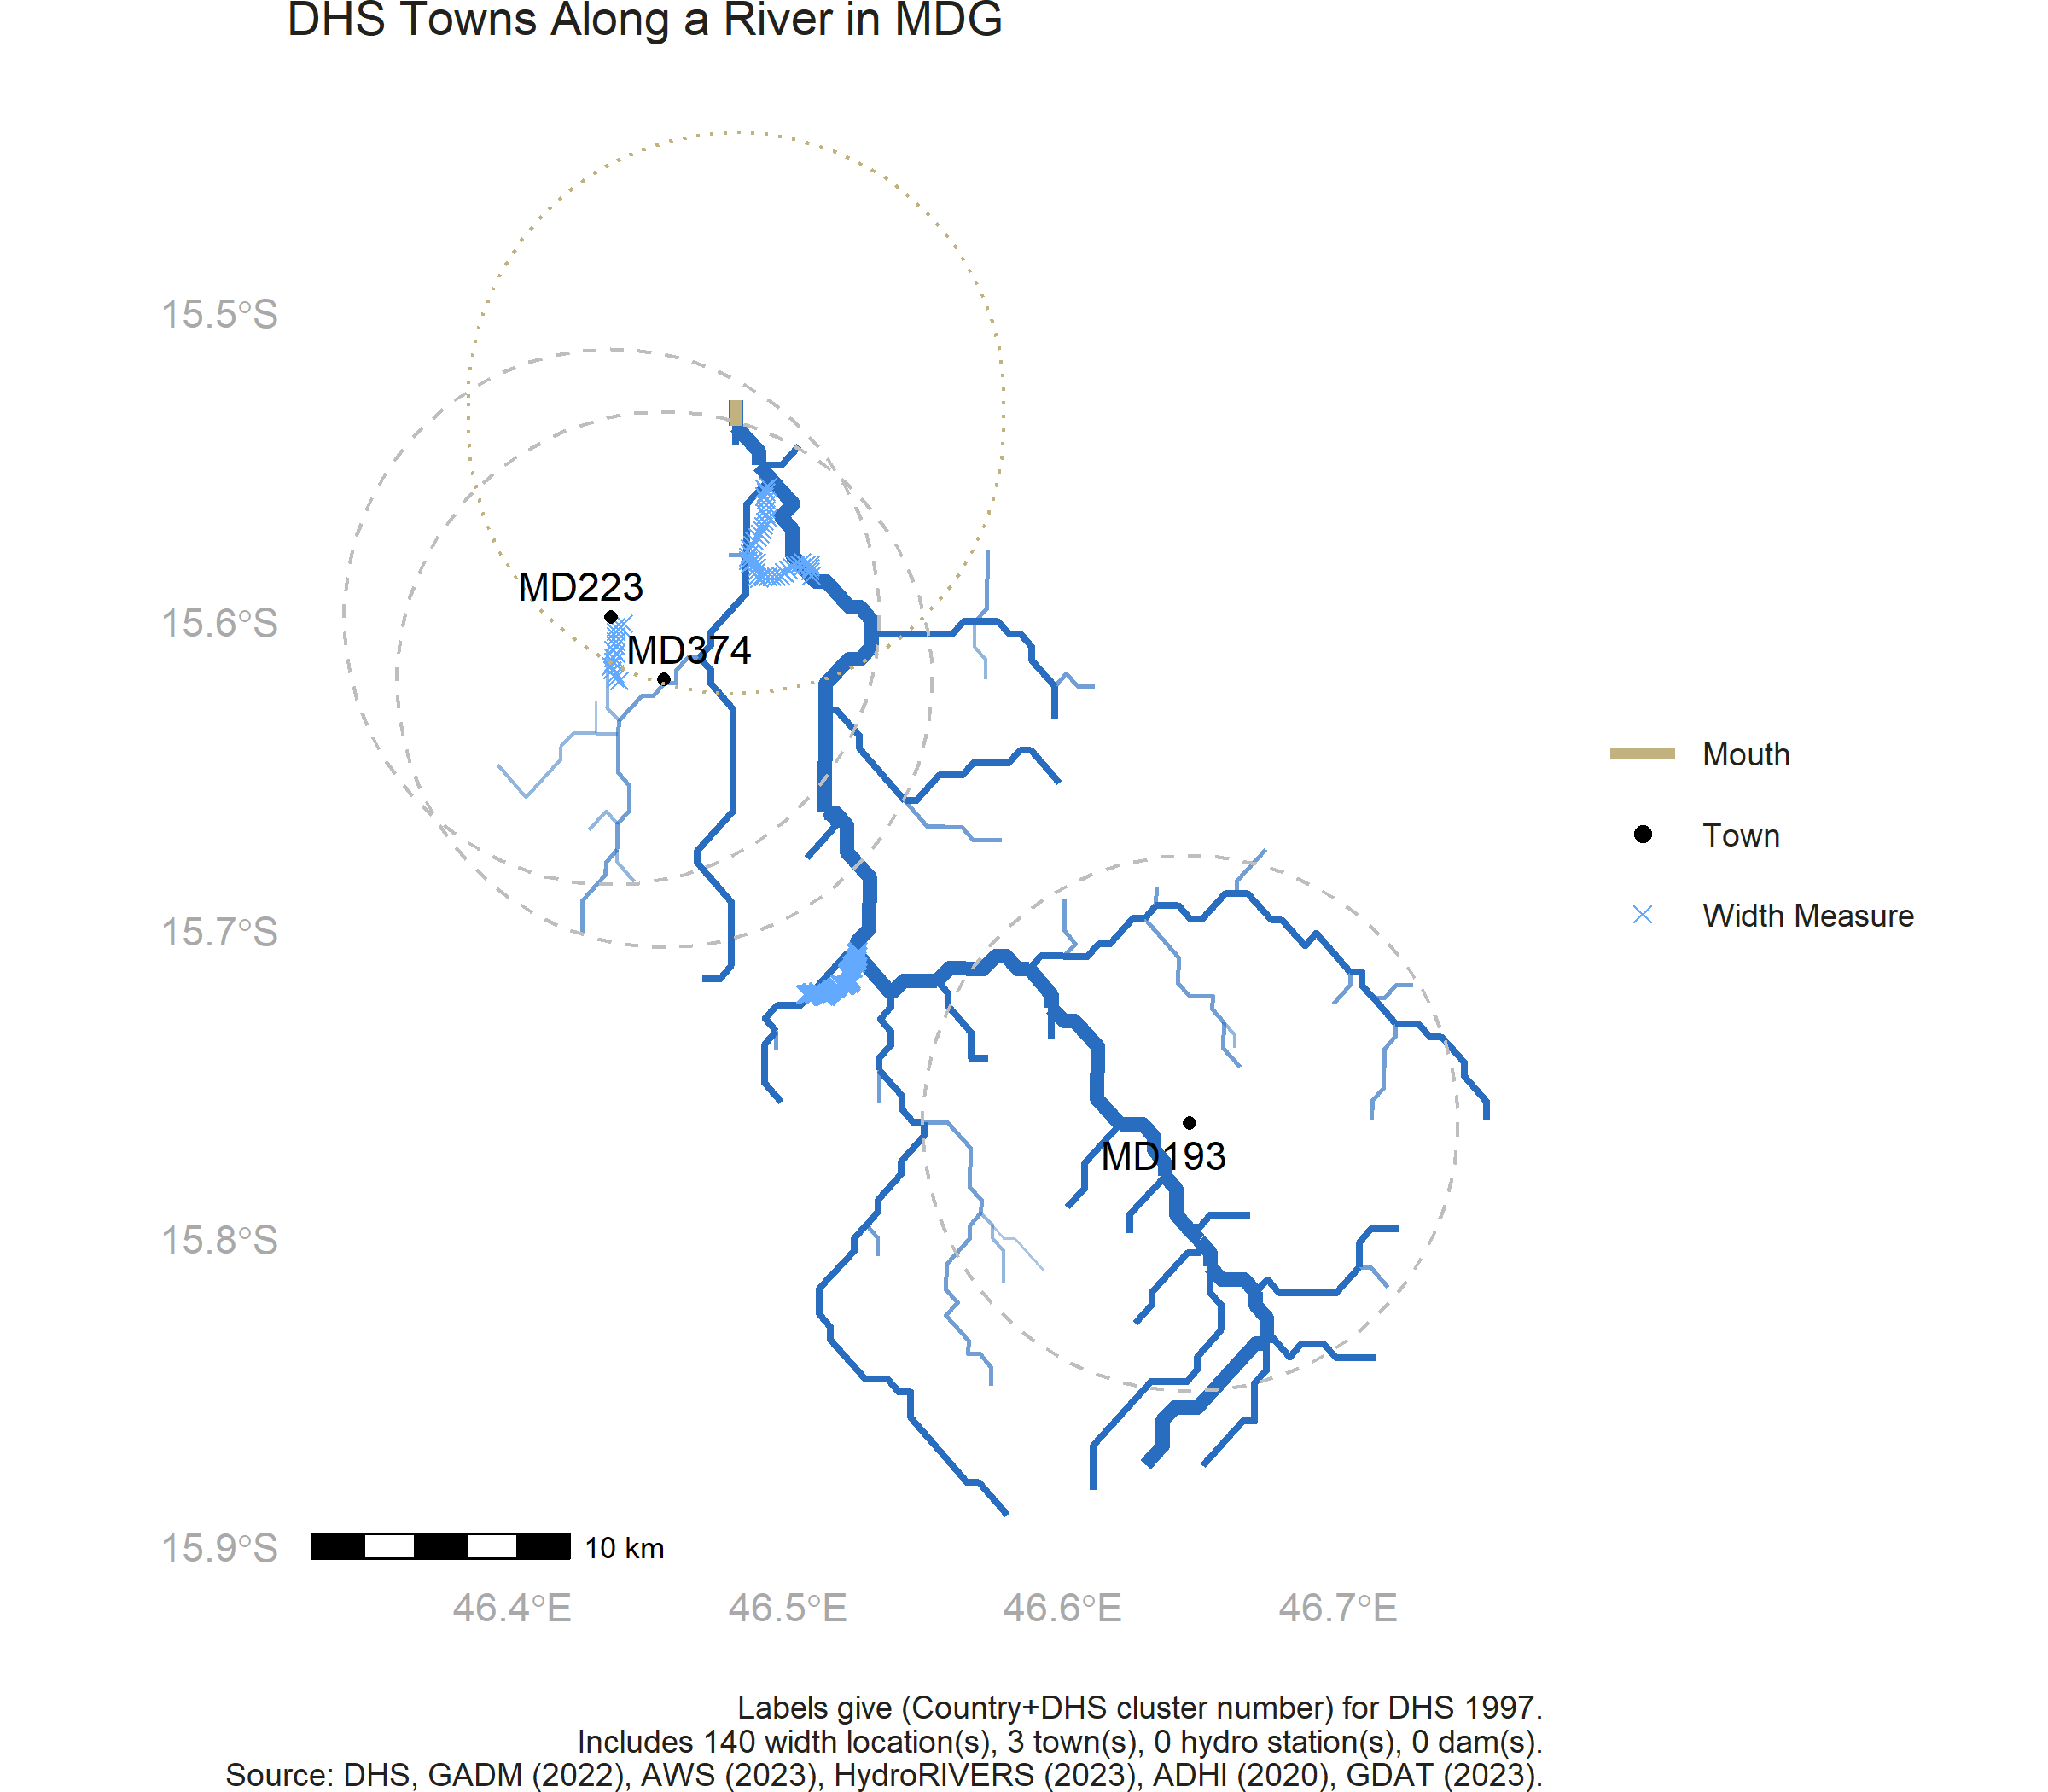 DHS Towns Along a River in MDG
15.5°S
MD223
15.6°S
MD374
Mouth
Town
Width Measure
15.7°S
MD193
15.8°S
15.9°S
10 km
46.4°E 46.5°E 46.6°E 46.7°E
Labels give (Country+DHS cluster number) for DHS 1997.
Includes 140 width location(s), 3 town(s), 0 hydro station(s), 0 dam(s).
Source: DHS, GADM (2022), AWS (2023), HydroRIVERS (2023), ADHI (2020), GDAT (2023).